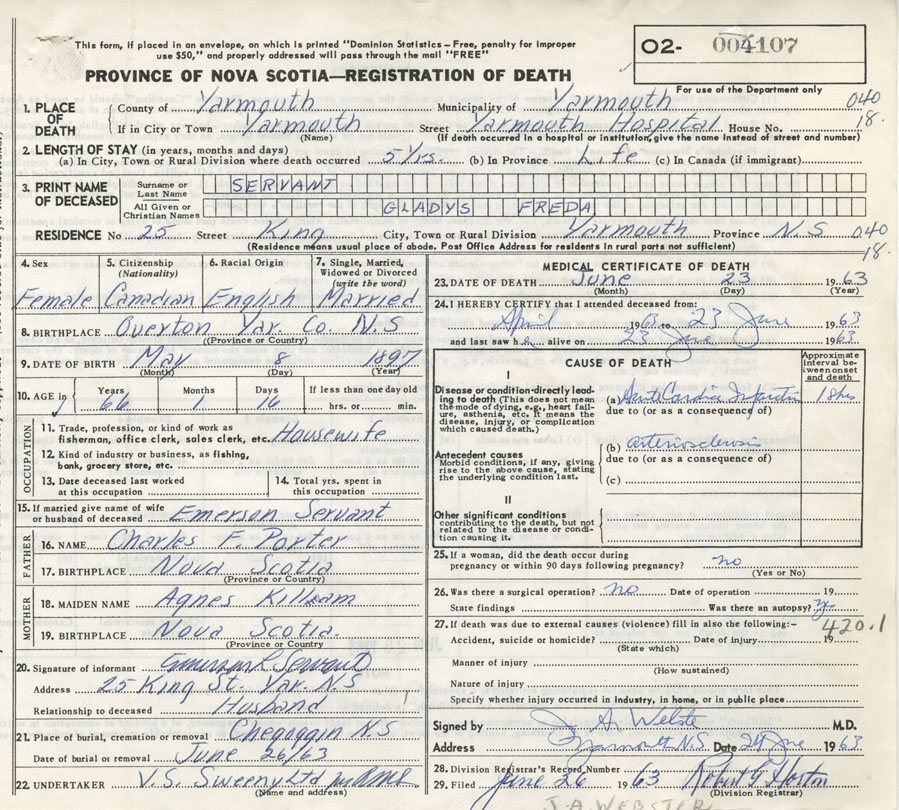 This form, if placed in an envelope, on which is printed "Dominion Statistics – Free, penalty for improper
use $50," and properly addressed will pass through the mail "FREE"
O2- 004107
PROVINCE OF NOVA SCOTIA—REGISTRATION OF DEATH
For use of the Department only
1. PLACE OF DEATH County of Yarmouth Municipality of Yarmouth 040
If in City or Town Yarmouth Street Yarmouth Hospital House No. 18.
(Name) (If death occurred in a hospital or institution, give the name instead of street and number)
2. LENGTH OF STAY (in years, months and days)
(a) In City, Town or Rural Division where death occurred 5 Yrs. (b) In Province Life (c) In Canada (if immigrant)
3. PRINT NAME OF DECEASED Surname or Last Name SERVANT
All Given or Christian Names GLADYS FREDA
RESIDENCE No 25 Street King City, Town or Rural Division Yarmouth Province N.S 040
(Residence means usual place of abode. Post Office Address for residents in rural parts not sufficient) 18.
4. Sex 5. Citizenship (Nationality) 6. Racial Origin 7. Single, Married, Widowed or Divorced (write the word)
Female Canadian English Married
8. BIRTHPLACE Overton Yar. Co. N.S
(Province or Country)
9. DATE OF BIRTH May 8 1897
(Month) (Day) (Year)
10. AGE in Years Months Days If less than one day old
66 1 16 hrs. or min.
OCCUPATION
11. Trade, profession, or kind of work as
fisherman, office clerk, sales clerk, etc. Housewife
12. Kind of industry or business, as fishing,
bank, grocery store, etc.
13. Date deceased last worked at this occupation 14. Total yrs. spent in this occupation
15. If married give name of wife
or husband of deceased Emerson Servant
FATHER
16. NAME Charles F. Porter
17. BIRTHPLACE Nova Scotia
(Province or Country)
MOTHER
18. MAIDEN NAME Agnes Killam
19. BIRTHPLACE Nova Scotia.
(Province or Country)
20. Signature of informant Emerson Servant
Address 25 King St. Yar. N.S
Relationship to deceased Husband
21. Place of burial, cremation or removal Chegoggin N.S
Date of burial or removal June 26/63
22. UNDERTAKER V.S. Sweeny Ltd
(Name and address)
MEDICAL CERTIFICATE OF DEATH
23. DATE OF DEATH June 23 1963
(Month) (Day) (Year)
24. I HEREBY CERTIFY that I attended deceased from:
April 1963 to 23 June 1963
and last saw her alive on 23 June 1963
CAUSE OF DEATH
Approximate interval between onset and death
I
Disease or condition directly leading to death (This does not mean the mode of dying, e.g., heart failure, asthenia, etc. It means the disease, injury, or complication which caused death.)
(a) Acute Cardiac Infarction 18 hrs
due to (or as a consequence of)
(b) arteriosclerosis
due to (or as a consequence of)
(c)
Antecedent causes
Morbid conditions, if any, giving rise to the above cause, stating the underlying condition last.
II
Other significant conditions
contributing to the death, but not related to the disease or condition causing it.
25. If a woman, did the death occur during
pregnancy or within 90 days following pregnancy? no
(Yes or No)
26. Was there a surgical operation? no Date of operation 19
State findings Was there an autopsy? yes
27. If death was due to external causes (violence) fill in also the following:– 420.1
Accident, suicide or homicide? Date of injury 19
(State which)
Manner of injury
(How sustained)
Nature of injury
Specify whether injury occurred in industry, in home, or in public place
Signed by J. A. Webster M.D.
Address Yarmouth N.S. Date 24 June 1963
28. Division Registrar's Record Number
29. Filed June 26 1963
(Division Registrar)
J.A. WEBSTER